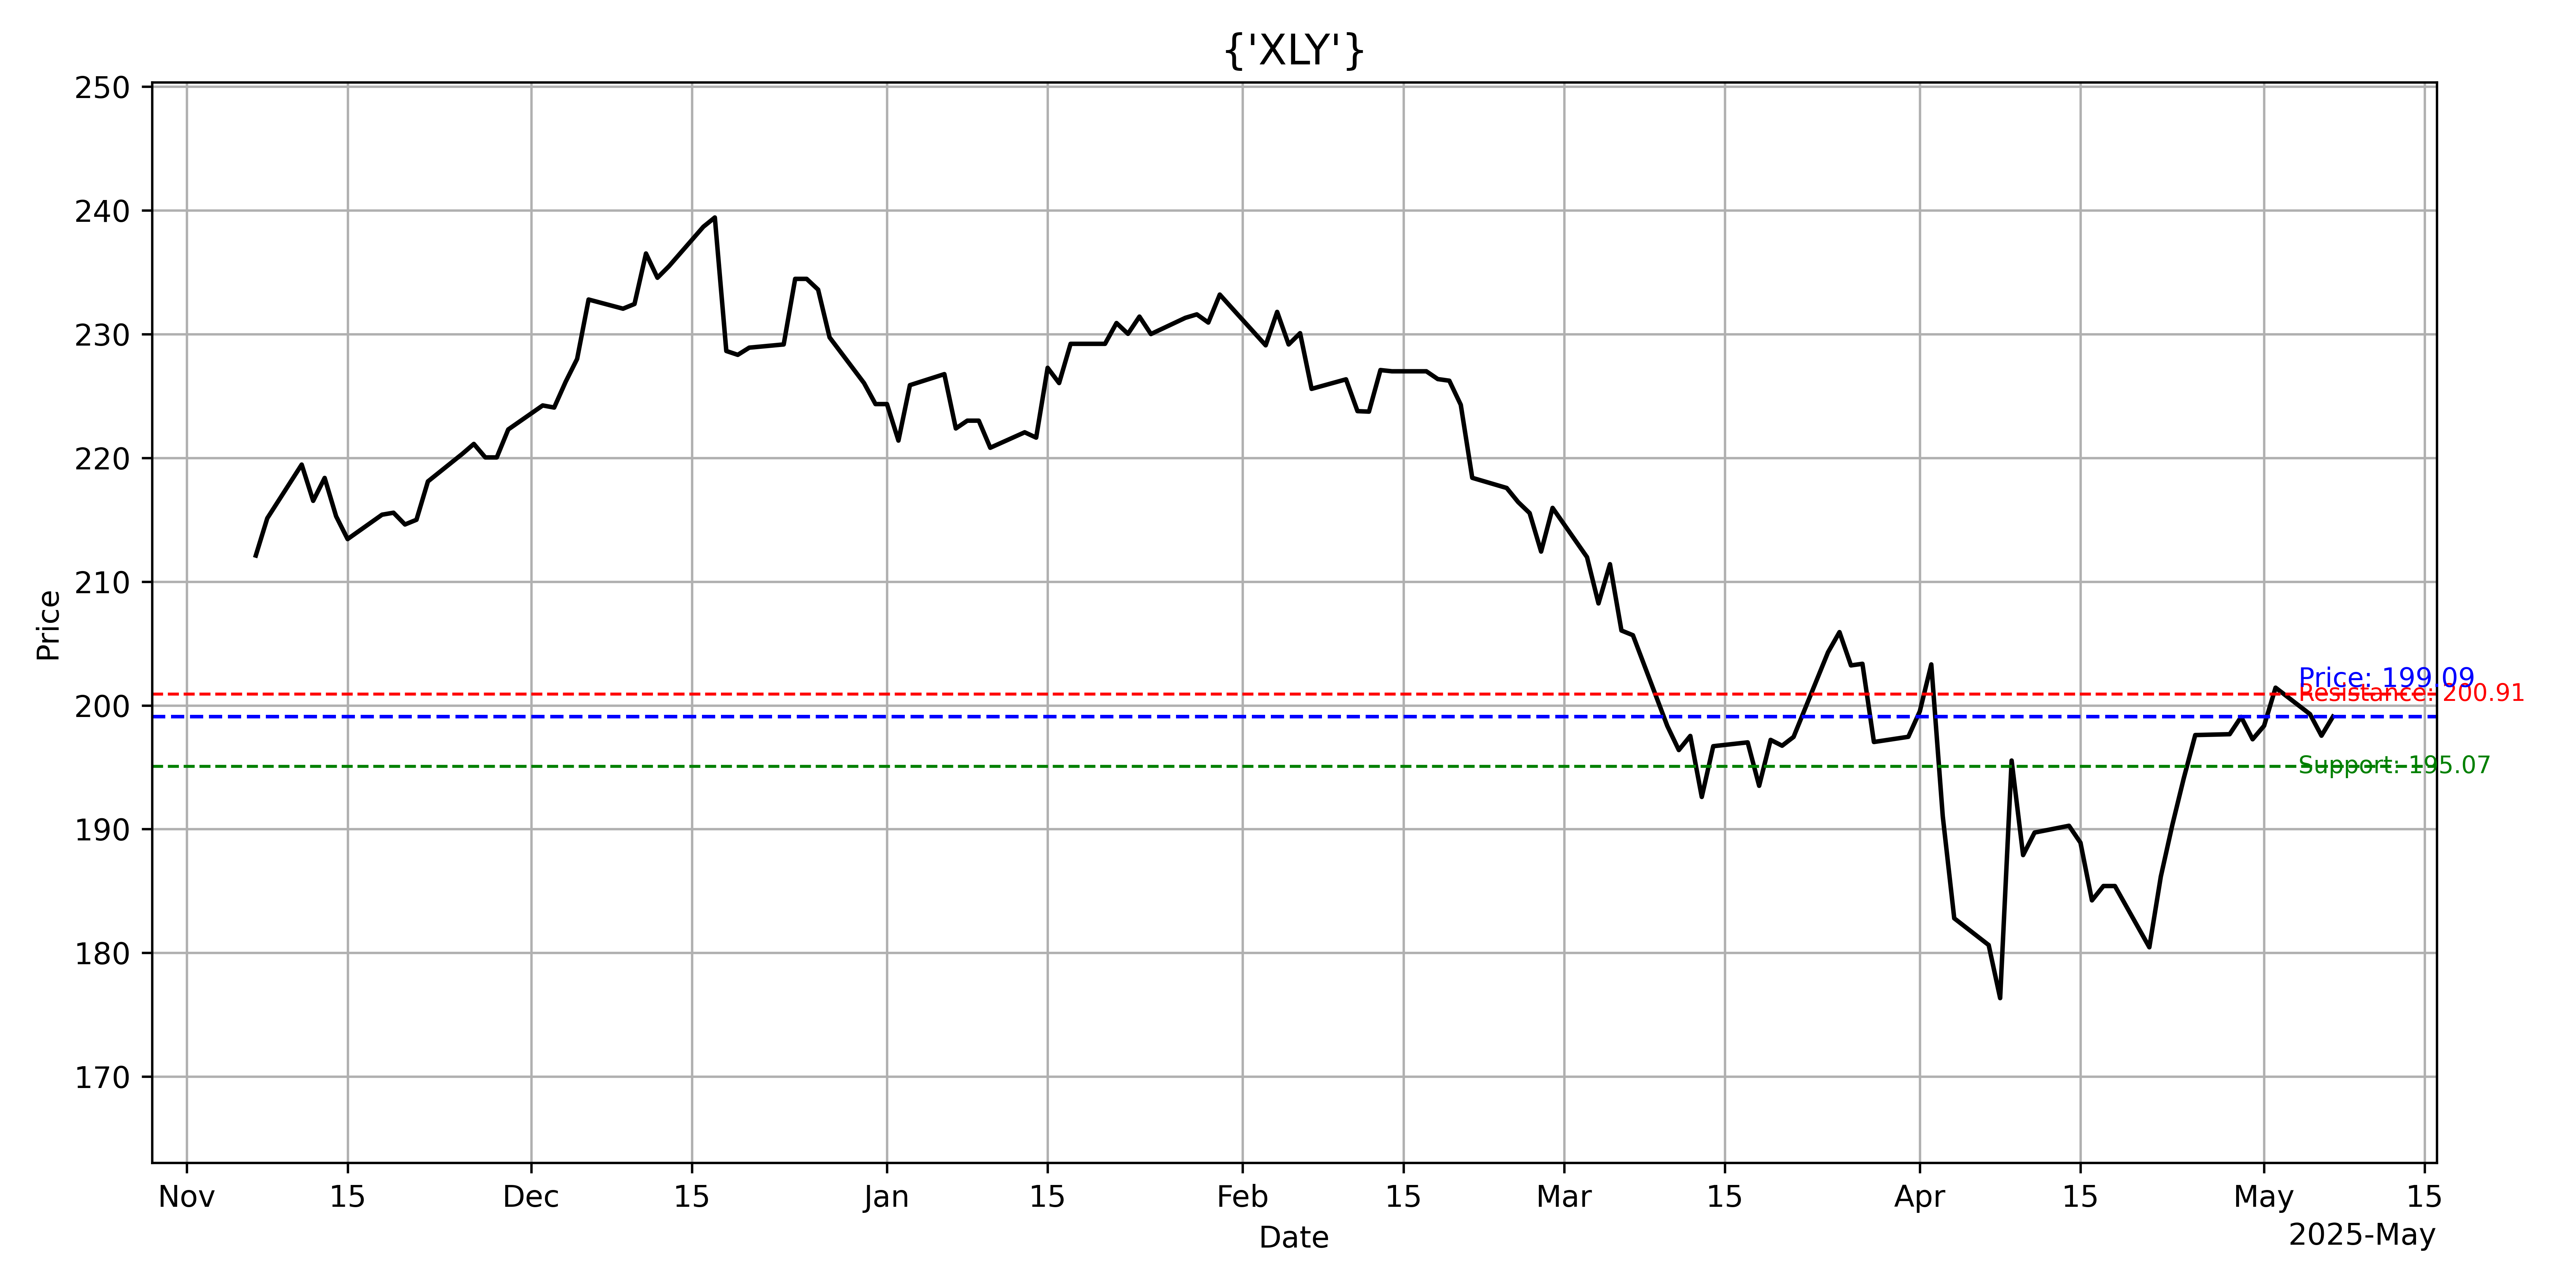 {'XLY'}
250
240
230
220
210
200
190
180
170
Price
Price: 199.09
Resistance: 200.91
Support: 195.07
Nov 15 Dec 15 Jan 15 Feb 15 Mar 15 Apr 15 May 15
Date
2025-May